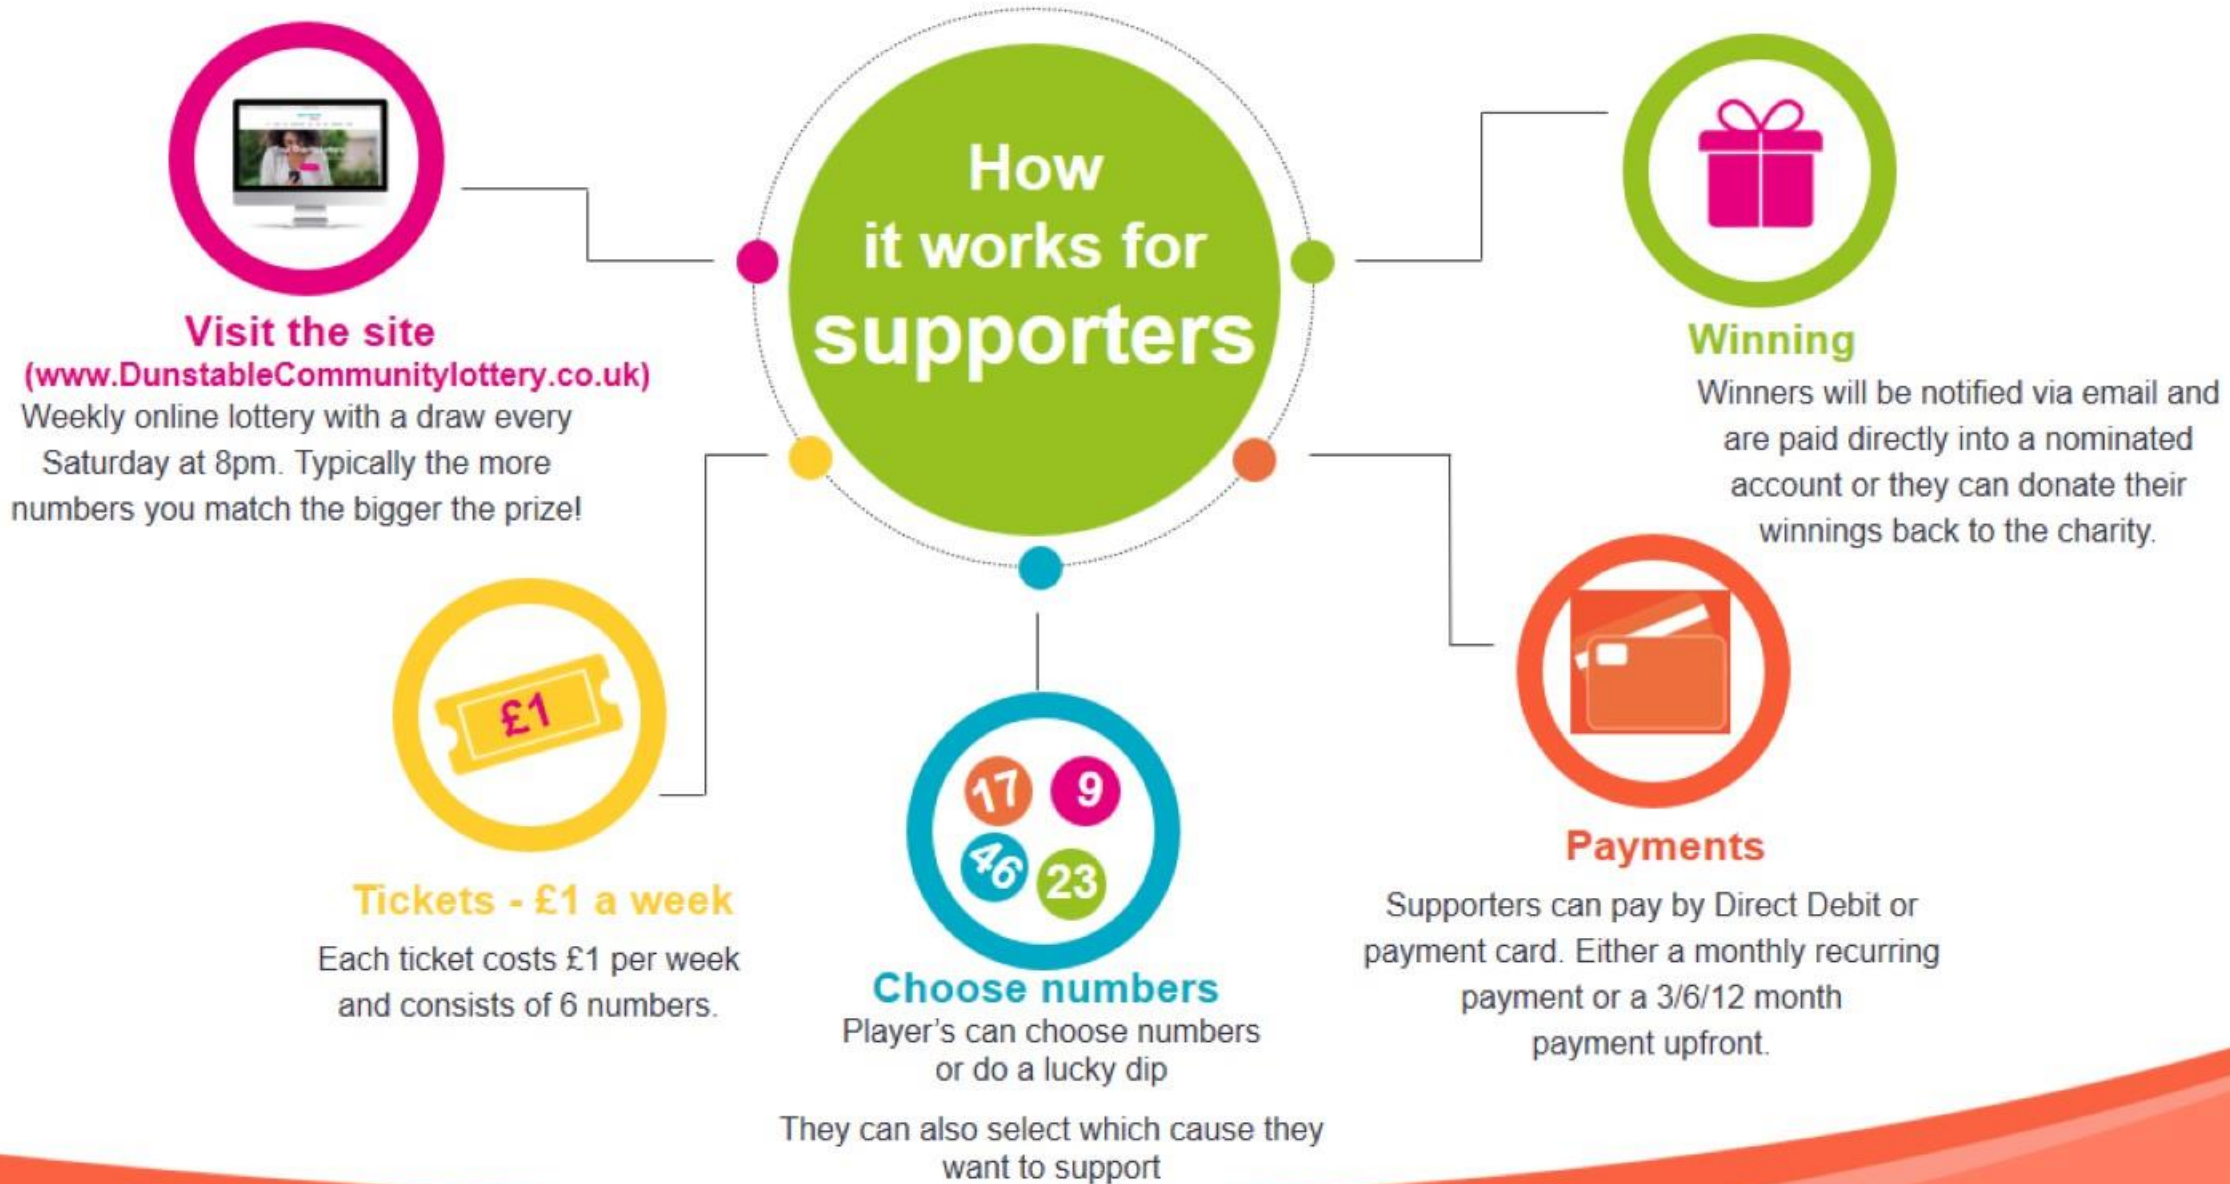 How
it works for
supporters
Visit the site
(www.DunstableCommunitylottery.co.uk)
Weekly online lottery with a draw every
Saturday at 8pm. Typically the more
numbers you match the bigger the prize!
£1
Tickets - £1 a week
Each ticket costs £1 per week
and consists of 6 numbers.
17 9
46 23
Choose numbers
Player's can choose numbers
or do a lucky dip
They can also select which cause they
want to support
Payments
Supporters can pay by Direct Debit or
payment card. Either a monthly recurring
payment or a 3/6/12 month
payment upfront.
Winning
Winners will be notified via email and
are paid directly into a nominated
account or they can donate their
winnings back to the charity.